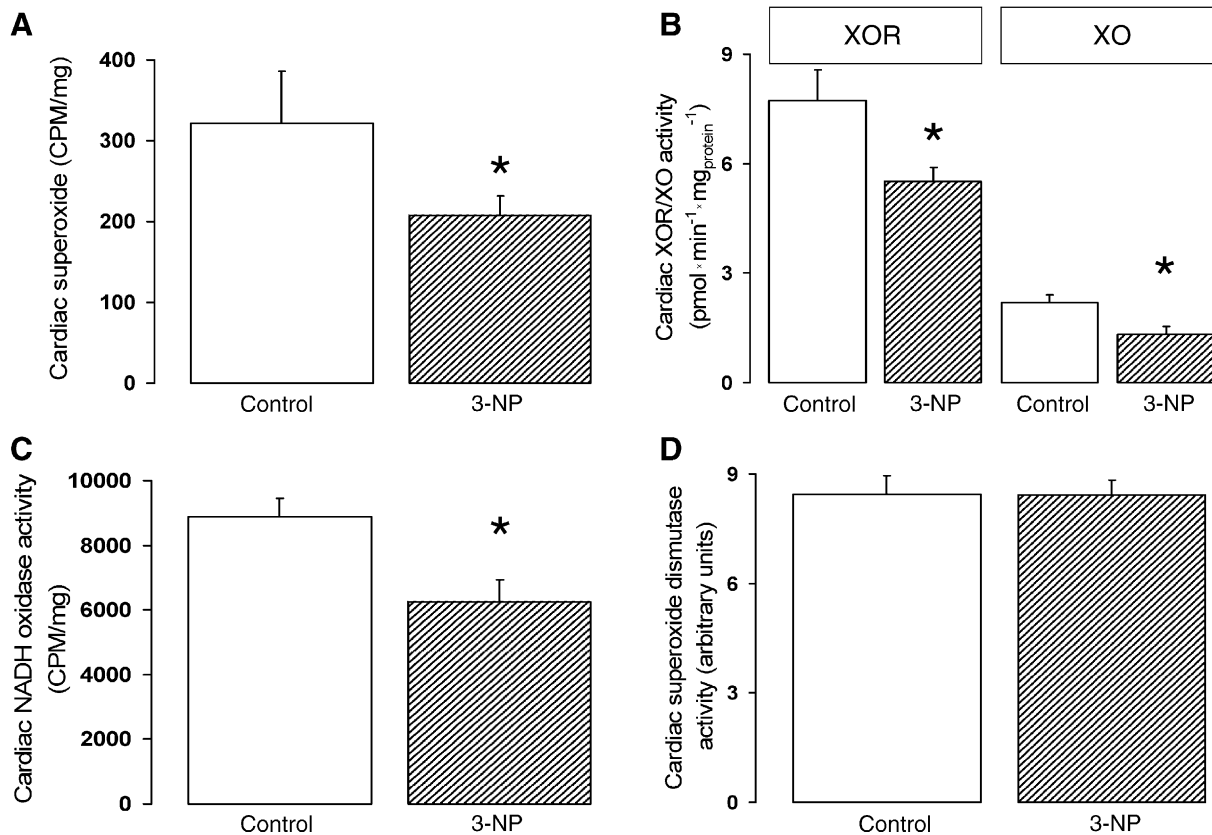 A
Cardiac superoxide (CPM/mg)
400
300
200
100
0
*
Control
3-NP
B
XOR
XO
Cardiac XOR/XO activity
(pmol×min⁻¹×mg_protein⁻¹)
9
6
3
0
*
*
Control
3-NP
Control
3-NP
C
Cardiac NADH oxidase activity
(CPM/mg)
10000
8000
6000
4000
2000
0
*
Control
3-NP
D
Cardiac superoxide dismutase
activity (arbitrary units)
9
6
3
0
Control
3-NP